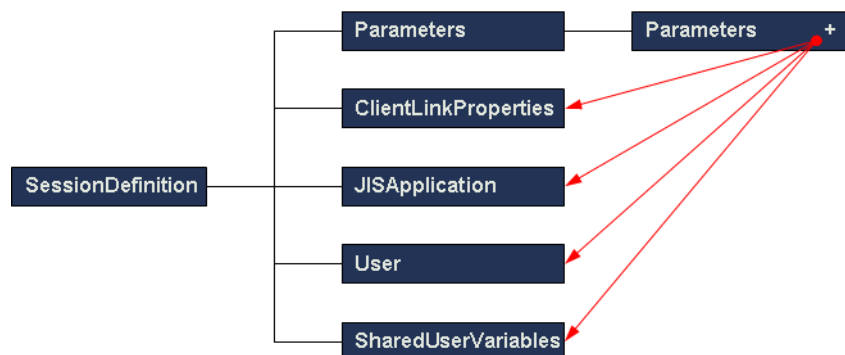 Parameters
Parameters +
ClientLinkProperties
SessionDefinition
JISApplication
User
SharedUserVariables